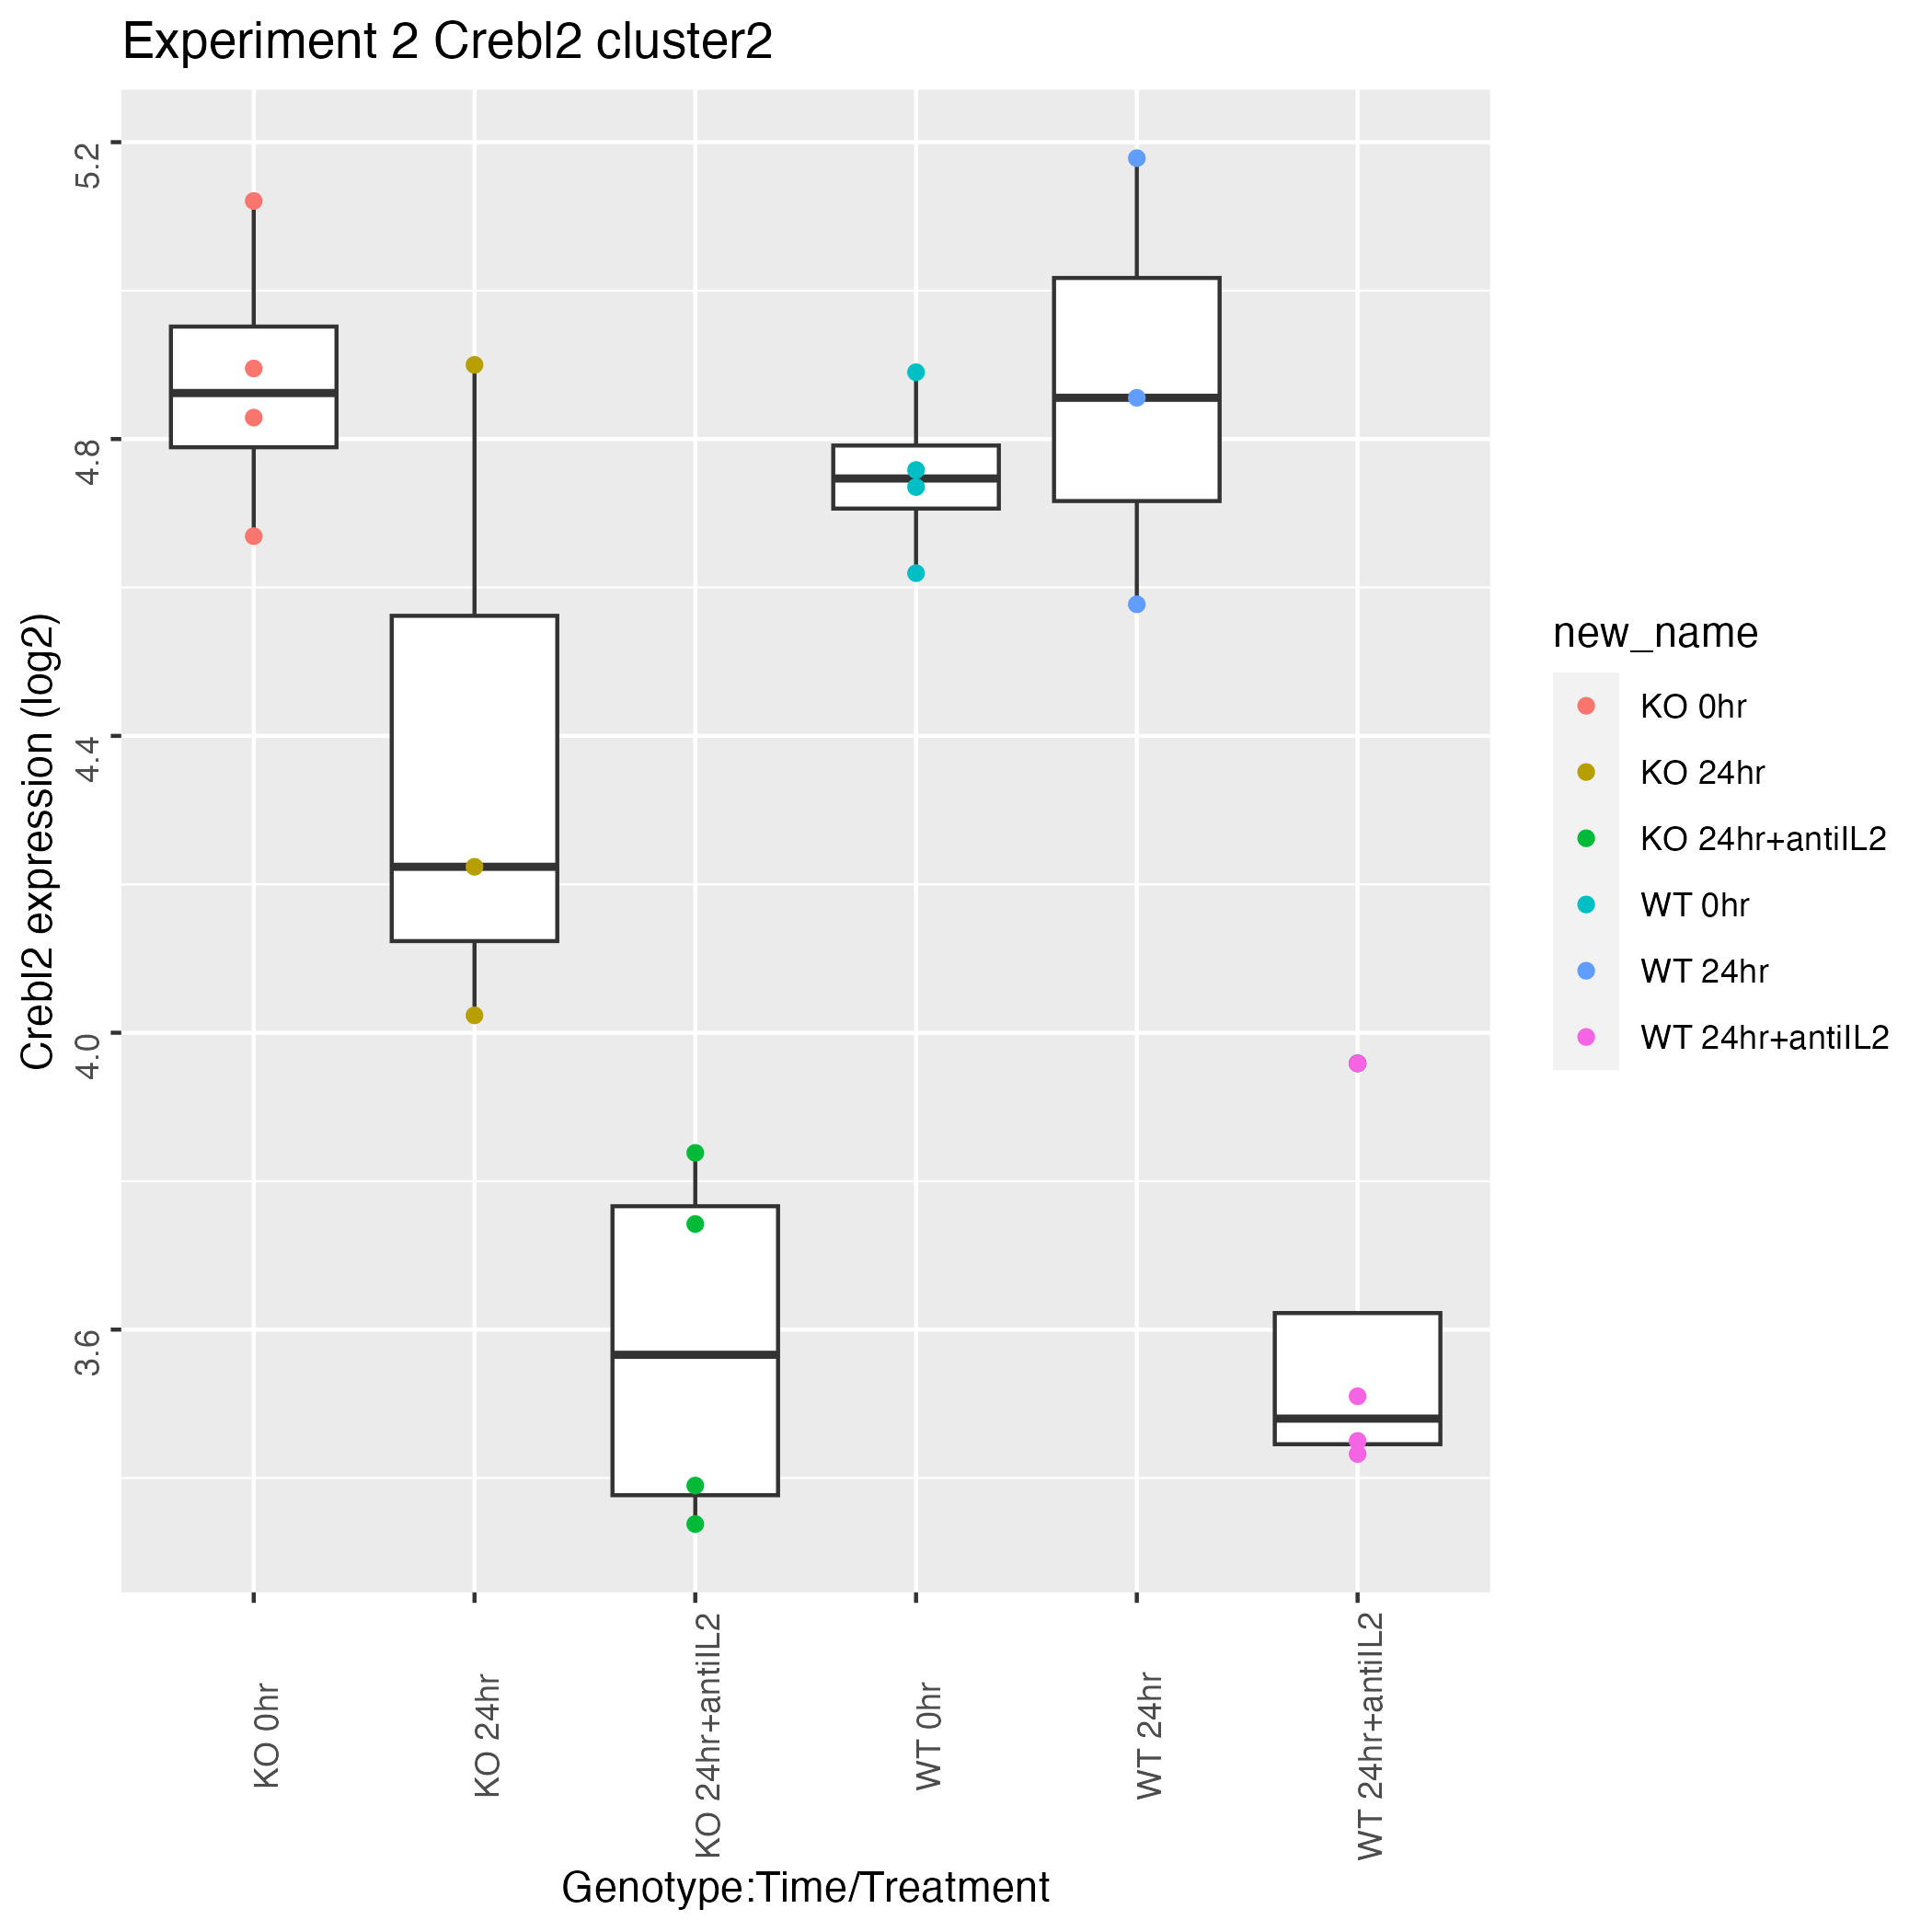 Experiment 2 Crebl2 cluster2
Crebl2 expression (log2)
5.2
4.8
4.4
4.0
3.6
KO 0hr
KO 24hr
KO 24hr+antiIL2
WT 0hr
WT 24hr
WT 24hr+antiIL2
Genotype:Time/Treatment
new_name
KO 0hr
KO 24hr
KO 24hr+antiIL2
WT 0hr
WT 24hr
WT 24hr+antiIL2